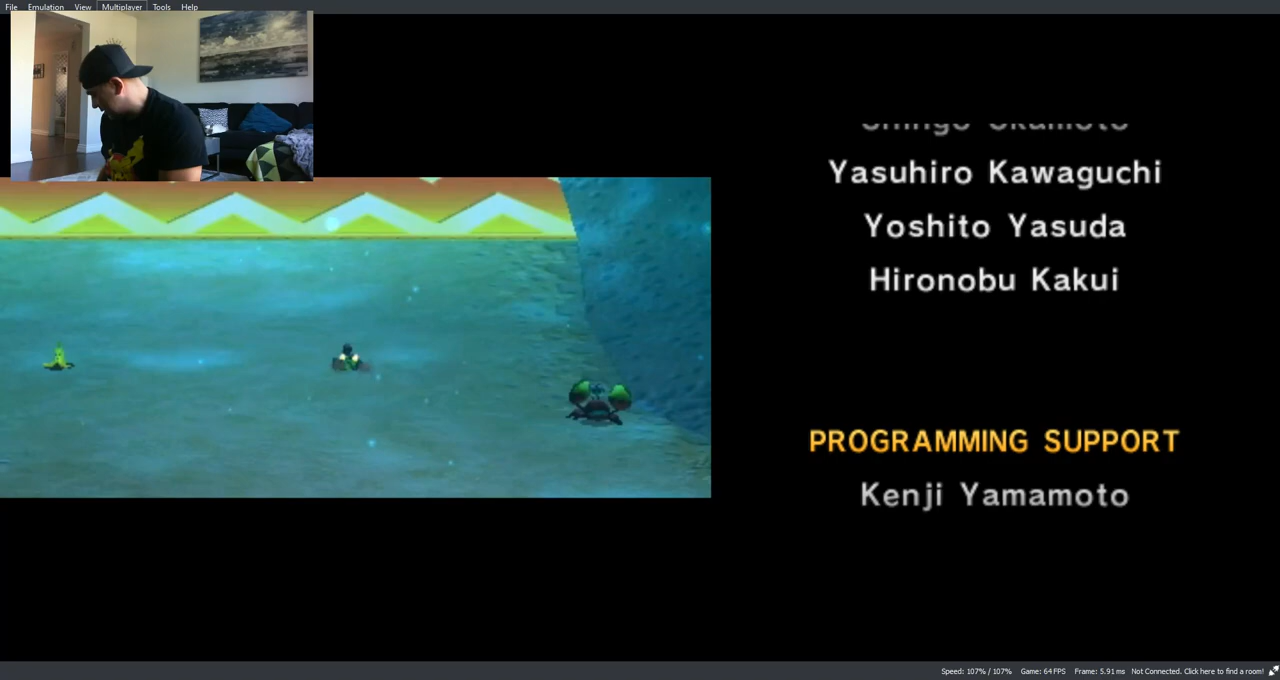 File Emulation View Multiplayer Tools Help
Yasuhiro Kawaguchi
Yoshito Yasuda
Hironobu Kakui
PROGRAMMING SUPPORT
Kenji Yamamoto
Speed: 107% / 107% Game: 64 FPS Frame: 5.91 ms Not Connected. Click here to find a room!